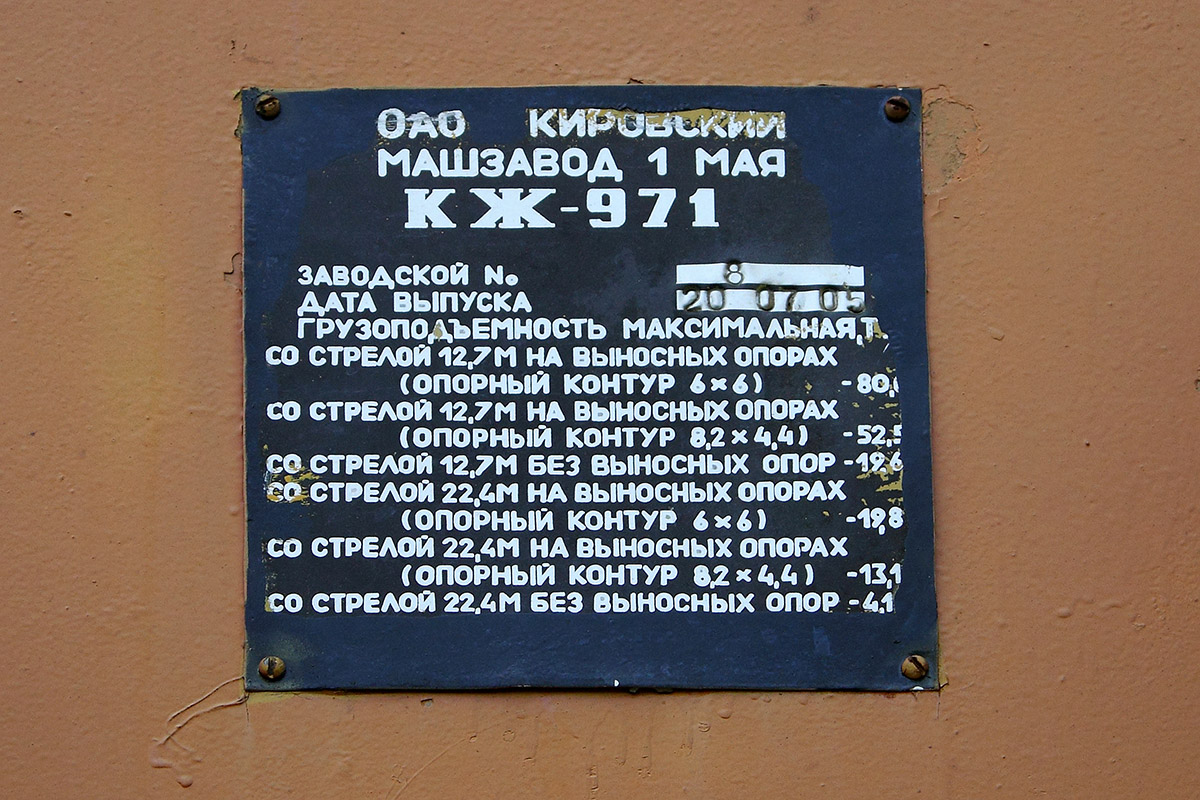 ОАО КИРОВСКИЙ
МАШЗАВОД 1 МАЯ
КЖ-971
ЗАВОДСКОЙ №
8
ДАТА ВЫПУСКА 20 07 05
ГРУЗОПОДЪЕМНОСТЬ МАКСИМАЛЬНАЯ,Т.
СО СТРЕЛОЙ 12,7М НА ВЫНОСНЫХ ОПОРАХ
(ОПОРНЫЙ КОНТУР 6×6) -80,0
СО СТРЕЛОЙ 12,7М НА ВЫНОСНЫХ ОПОРАХ
(ОПОРНЫЙ КОНТУР 8,2×4,4) -52,5
СО СТРЕЛОЙ 12,7М БЕЗ ВЫНОСНЫХ ОПОР -19,6
СО СТРЕЛОЙ 22,4М НА ВЫНОСНЫХ ОПОРАХ
(ОПОРНЫЙ КОНТУР 6×6) -19,8
СО СТРЕЛОЙ 22,4М НА ВЫНОСНЫХ ОПОРАХ
(ОПОРНЫЙ КОНТУР 8,2×4,4) -13,1
СО СТРЕЛОЙ 22,4М БЕЗ ВЫНОСНЫХ ОПОР -4,1